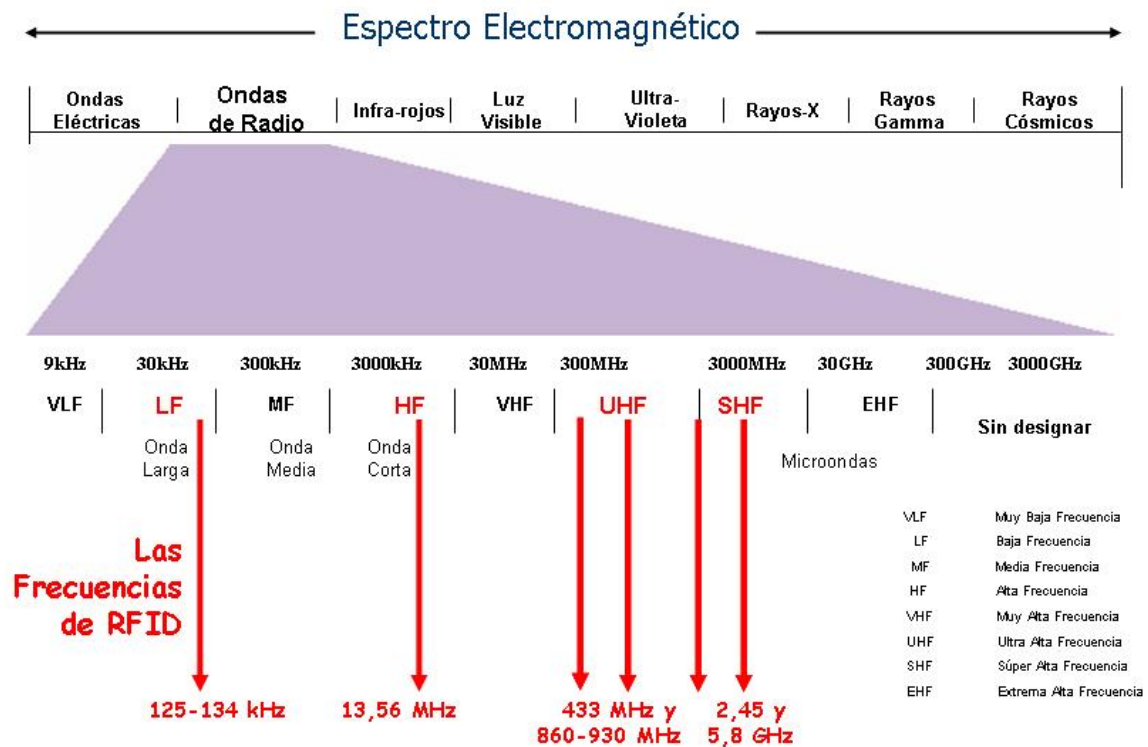 Espectro Electromagnético
Ondas
Eléctricas
Ondas
de Radio
Infra-rojos
Luz
Visible
Ultra-
Violeta
Rayos-X
Rayos
Gamma
Rayos
Cósmicos
9kHz 30kHz 300kHz 3000kHz 30MHz 300MHz 3000MHz 30GHz 300GHz 3000GHz
VLF LF MF HF VHF UHF SHF EHF Sin designar
Onda
Larga
Onda
Media
Onda
Corta
Microondas
Las
Frecuencias
de RFID
125-134 kHz
13,56 MHz
433 MHz y
860-930 MHz
2,45 y
5,8 GHz
VLF Muy Baja Frecuencia
LF Baja Frecuencia
MF Media Frecuencia
HF Alta Frecuencia
VHF Muy Alta Frecuencia
UHF Ultra Alta Frecuencia
SHF Súper Alta Frecuencia
EHF Extrema Alta Frecuencia